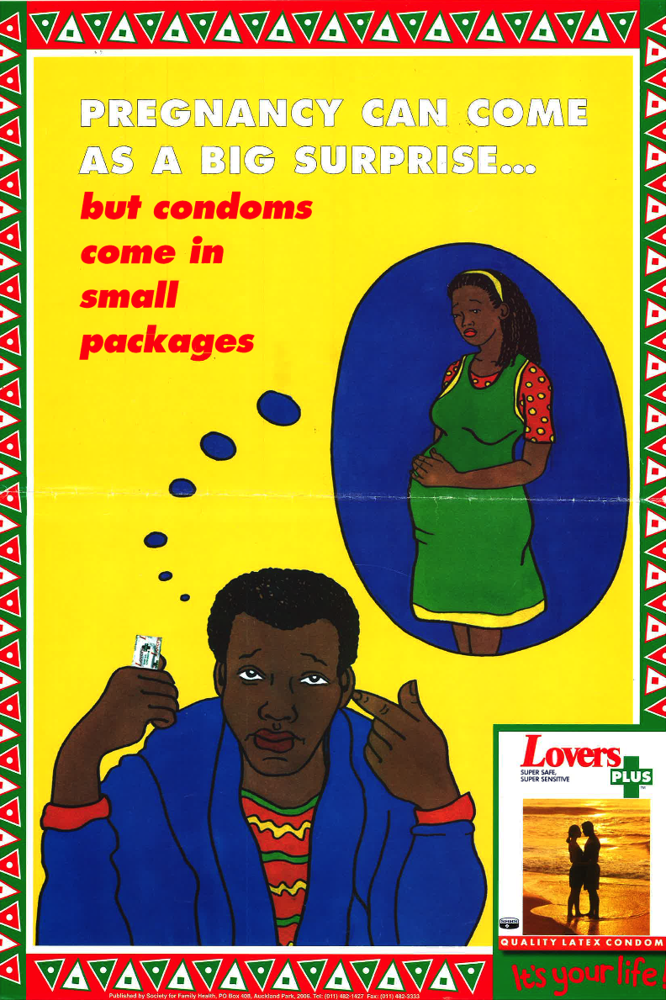 PREGNANCY CAN COME
AS A BIG SURPRISE...
but condoms
come in
small
packages
Lovers
PLUS
™
SUPER SAFE,
SUPER SENSITIVE
SABS
QUALITY LATEX CONDOM
It's your life!
Published by Society for Family Health, PO Box 408, Auckland Park, 2006. Tel: (011) 482-1427 Fax: (011) 482-3333